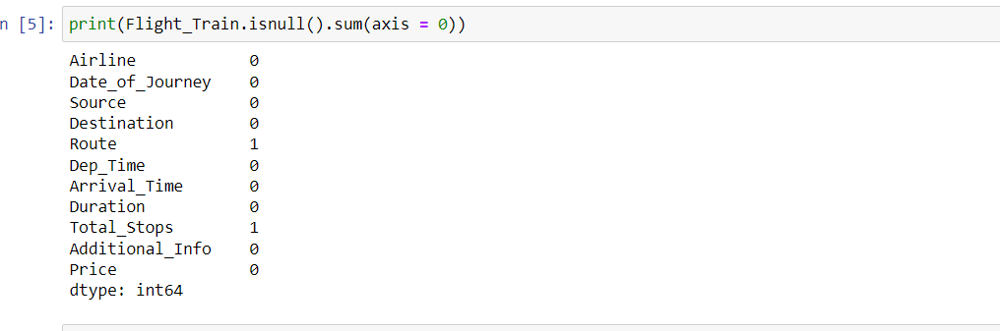 n [5]: print(Flight_Train.isnull().sum(axis = 0))
Airline 0
Date_of_Journey 0
Source 0
Destination 0
Route 1
Dep_Time 0
Arrival_Time 0
Duration 0
Total_Stops 1
Additional_Info 0
Price 0
dtype: int64